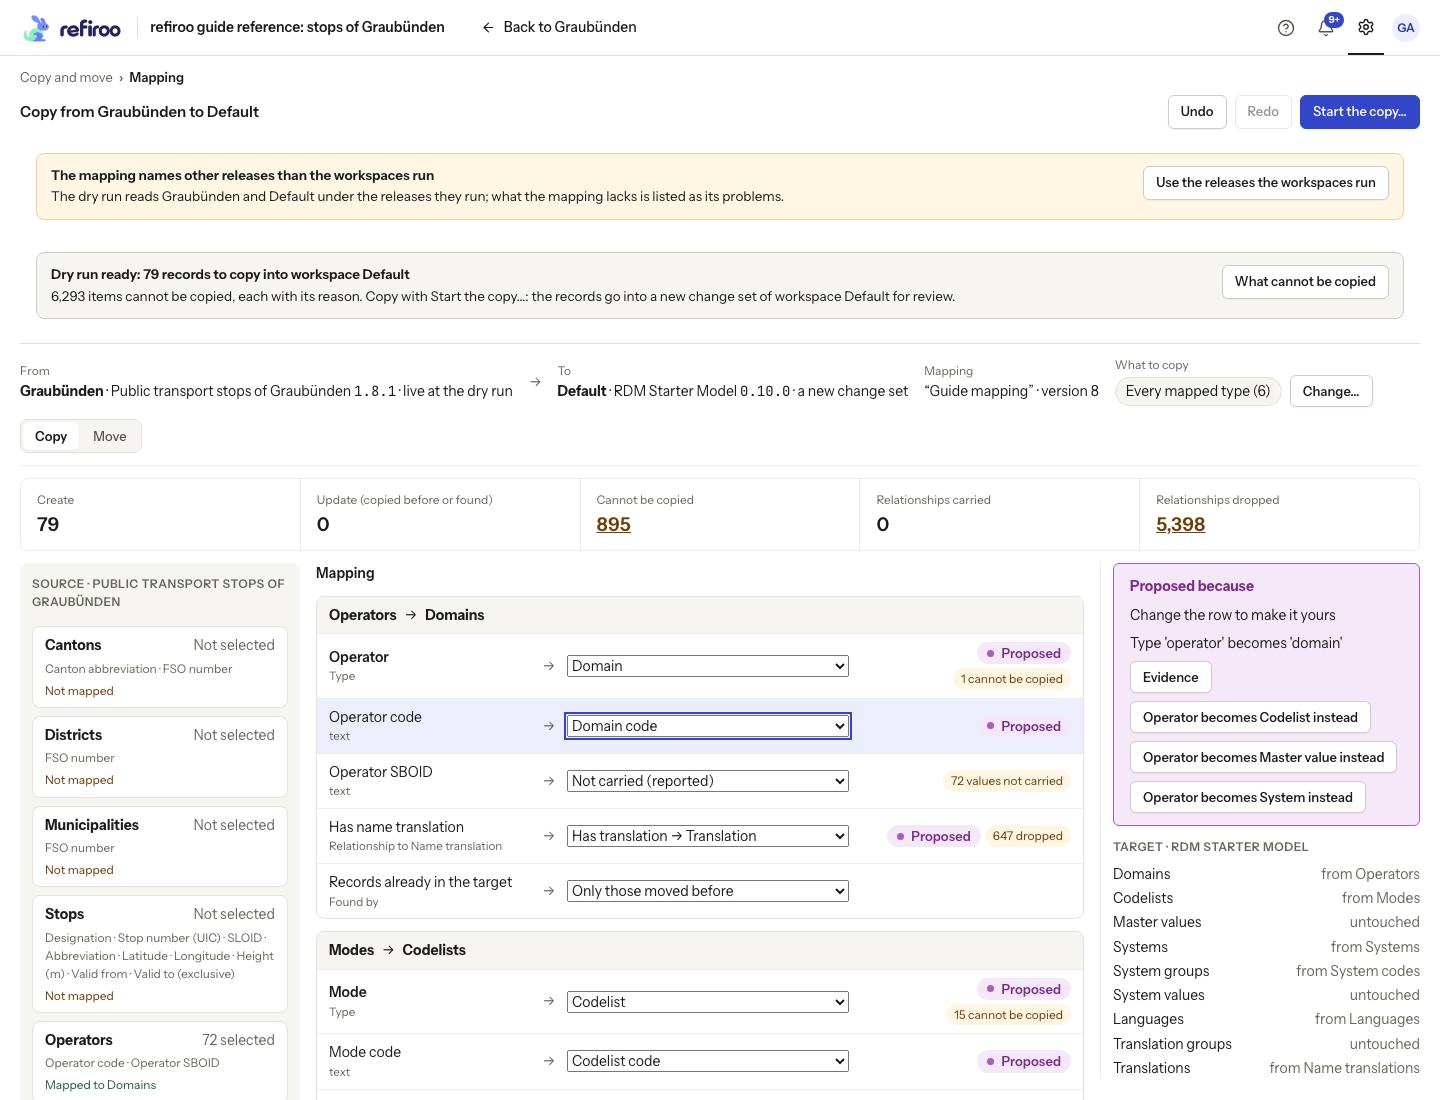 refiroo
refiroo guide reference: stops of Graubünden
← Back to Graubünden
9+
GA
Copy and move › Mapping
Copy from Graubünden to Default
Undo
Redo
Start the copy...
The mapping names other releases than the workspaces run
The dry run reads Graubünden and Default under the releases they run; what the mapping lacks is listed as its problems.
Use the releases the workspaces run
Dry run ready: 79 records to copy into workspace Default
6,293 items cannot be copied, each with its reason. Copy with Start the copy...: the records go into a new change set of workspace Default for review.
What cannot be copied
From
Graubünden · Public transport stops of Graubünden 1.8.1 · live at the dry run
→
To
Default · RDM Starter Model 0.10.0 · a new change set
Mapping
“Guide mapping” · version 8
What to copy
Every mapped type (6)
Change...
Copy
Move
Create
79
Update (copied before or found)
0
Cannot be copied
895
Relationships carried
0
Relationships dropped
5,398
SOURCE · PUBLIC TRANSPORT STOPS OF
GRAUBÜNDEN
Cantons Not selected
Canton abbreviation · FSO number
Not mapped
Districts Not selected
FSO number
Not mapped
Municipalities Not selected
FSO number
Not mapped
Stops Not selected
Designation · Stop number (UIC) · SLOID ·
Abbreviation · Latitude · Longitude · Height
(m) · Valid from · Valid to (exclusive)
Not mapped
Operators 72 selected
Operator code · Operator SBOID
Mapped to Domains
Mapping
Operators → Domains
Operator
Type
→ Domain
Proposed
1 cannot be copied
Operator code
text
→ Domain code
Proposed
Operator SBOID
text
→ Not carried (reported)
72 values not carried
Has name translation
Relationship to Name translation
→ Has translation → Translation
Proposed
647 dropped
Records already in the target
Found by
→ Only those moved before
Modes → Codelists
Mode
Type
→ Codelist
Proposed
15 cannot be copied
Mode code
text
→ Codelist code
Proposed
Proposed because
Change the row to make it yours
Type 'operator' becomes 'domain'
Evidence
Operator becomes Codelist instead
Operator becomes Master value instead
Operator becomes System instead
TARGET · RDM STARTER MODEL
Domains from Operators
Codelists from Modes
Master values untouched
Systems from Systems
System groups from System codes
System values untouched
Languages from Languages
Translation groups untouched
Translations from Name translations